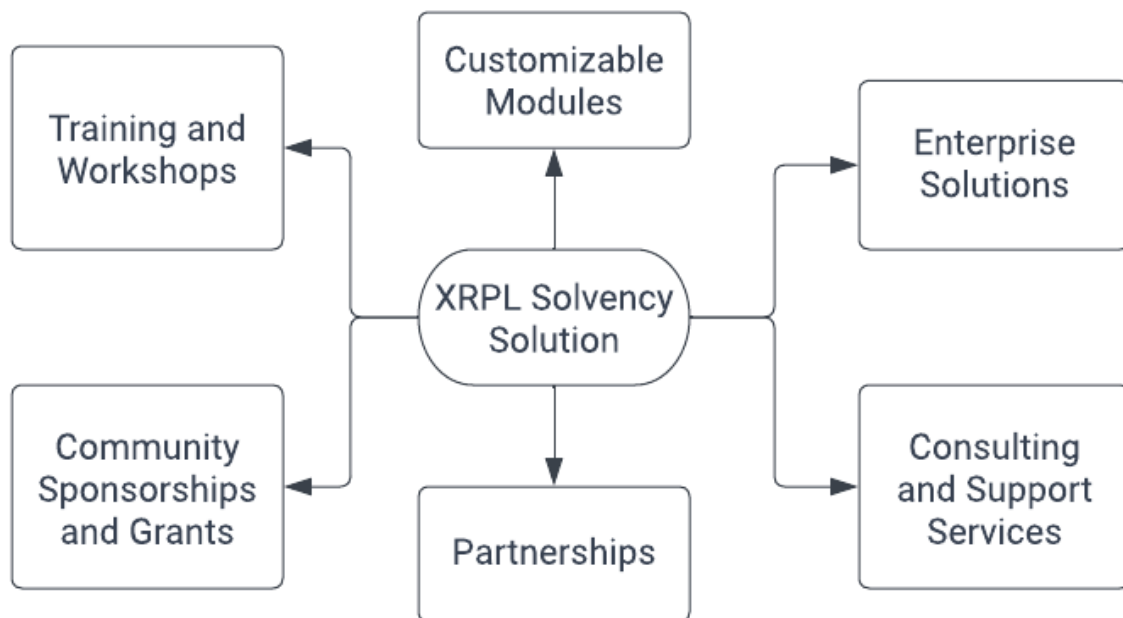 Customizable
Modules
Training and
Workshops
Enterprise
Solutions
XRPL Solvency
Solution
Community
Sponsorships
and Grants
Partnerships
Consulting
and Support
Services